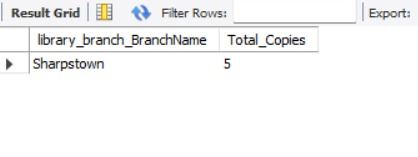 Result Grid Filter Rows: Export:
library_branch_BranchName Total_Copies
Sharpstown 5